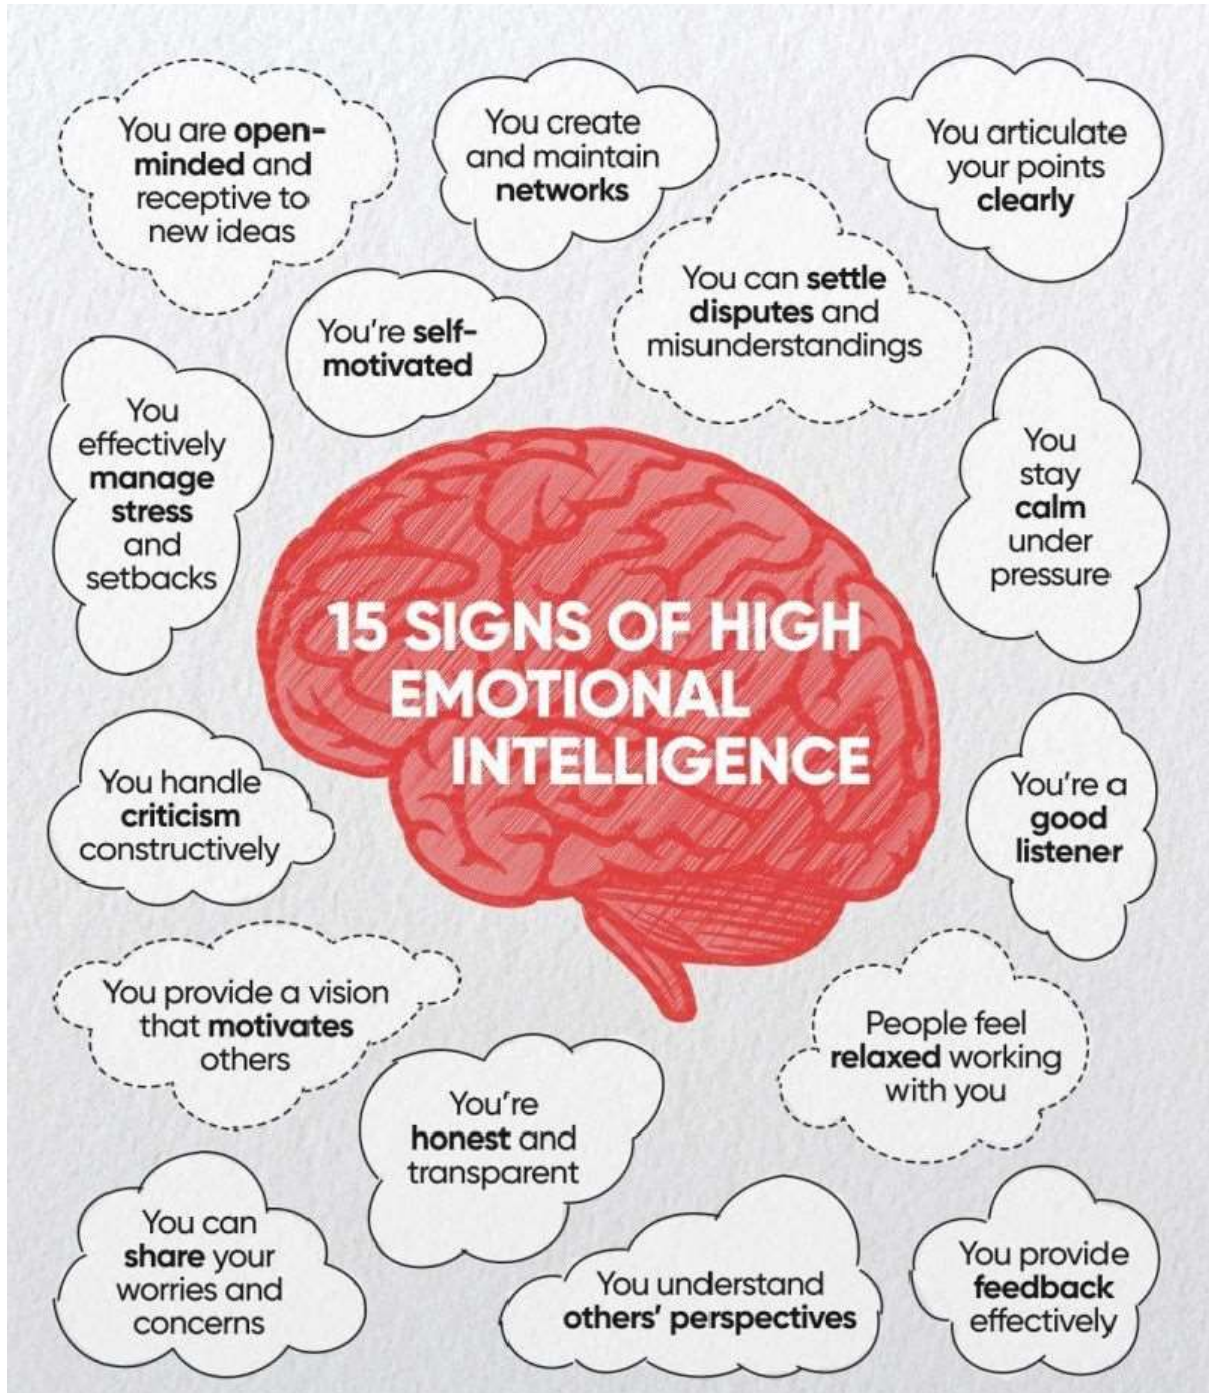 You are open-
minded and
receptive to
new ideas
You create
and maintain
networks
You articulate
your points
clearly
You can settle
disputes and
misunderstandings
You're self-
motivated
You
effectively
manage
stress
and
setbacks
You
stay
calm
under
pressure
15 SIGNS OF HIGH
EMOTIONAL
INTELLIGENCE
You handle
criticism
constructively
You're a
good
listener
You provide a vision
that motivates
others
People feel
relaxed working
with you
You're
honest and
transparent
You can
share your
worries and
concerns
You understand
others' perspectives
You provide
feedback
effectively